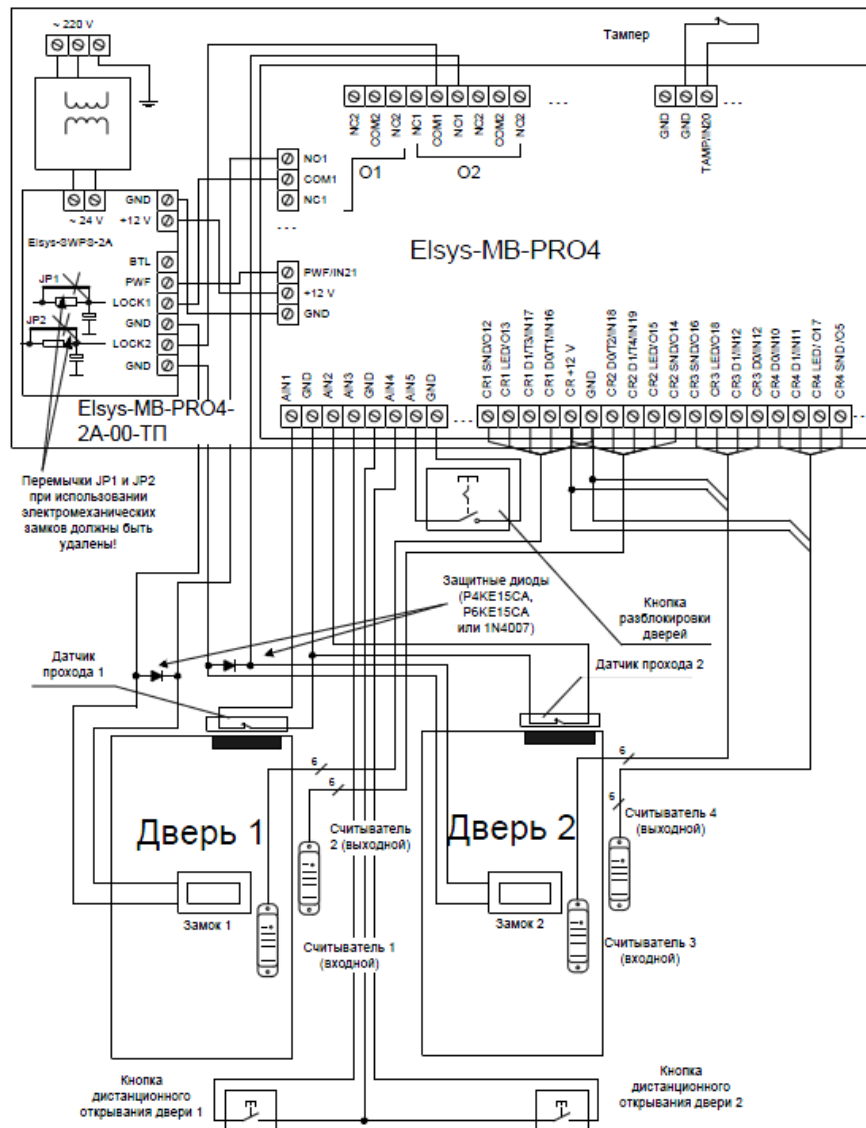 ~ 220 V
Тампер
NC2
COM2
NO2
NC1
COM1
NO1
NC2
COM2
NO2
...
GND
GND
TAMP/IN20
...
O1
O2
NO1
COM1
NC1
...
GND
~ 24 V
+12 V
Elsys-SWPS-2A
BTL
PWF
JP1
LOCK1
GND
JP2
LOCK2
GND
Elsys-MB-PRO4
PWF/IN21
+12 V
GND
Elsys-MB-PRO4-
2A-00-ТП
AIN1
GND
AIN2
AIN3
GND
AIN4
AIN5
GND
...
CR1 SND/O12
CR1 LED/O13
CR1 D1/T3/IN17
CR1 D0/T1/IN16
CR +12 V
GND
CR2 D0/T2/IN18
CR2 D1/T4/IN19
CR2 LED/O15
CR2 SND/O14
CR3 SND/O16
CR3 LED/O18
CR3 D1/IN12
CR3 D0/IN12
CR4 D0/IN10
CR4 D1/IN11
CR4 LED/ O17
CR4 SND /O5
...
Перемычки JP1 и JP2
при использовании
электромеханических
замков должны быть
удалены!
Защитные диоды
(P4KE15CA,
P6KE15CA
или 1N4007)
Кнопка
разблокировки
дверей
Датчик
прохода 1
Датчик
прохода 2
6
6
6
6
Дверь 1
Считыватель
2 (выходной)
Дверь 2
Считыватель 4
(выходной)
Замок 1
Замок 2
Считыватель 1
(входной)
Считыватель 3
(входной)
Кнопка
дистанционного
открывания двери 1
Кнопка
дистанционного
открывания двери 2